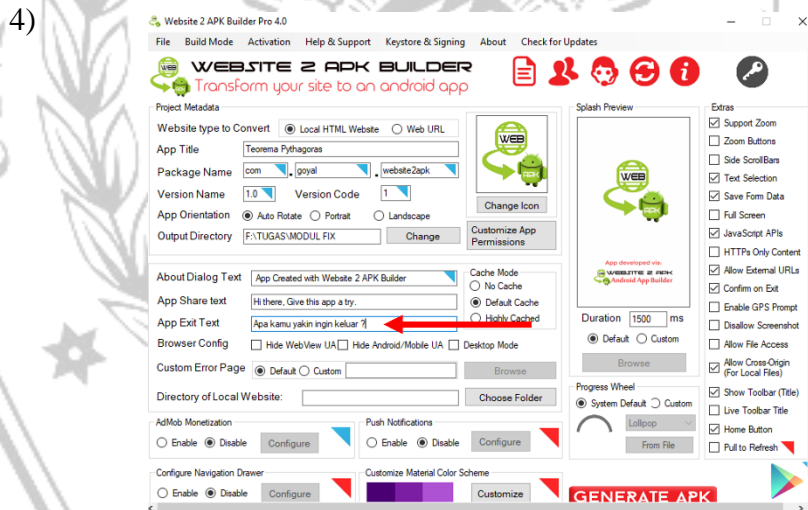 4)
Website 2 APK Builder Pro 4.0
File Build Mode Activation Help & Support Keystore & Signing About Check for Updates
WEBSITE 2 APK BUILDER
Transform your site to an android app
Project Metadata
Website type to Convert Local HTML Website Web URL
App Title Teorema Pythagoras
Package Name com . goyal . website2apk
Version Name 1.0 Version Code 1
App Orientation Auto Rotate Portrait Landscape
Output Directory F:\TUGAS\MODUL FIX Change
WEB
APK
Change Icon
Customize App
Permissions
About Dialog Text App Created with Website 2 APK Builder
App Share text Hi there, Give this app a try.
App Exit Text Apa kamu yakin ingin keluar ?
Browser Config Hide WebView UA Hide Android/Mobile UA Desktop Mode
Custom Error Page Default Custom Browse
Directory of Local Website: Choose Folder
Cache Mode
No Cache
Default Cache
Highly Cached
AdMob Monetization
Enable Disable Configure
Push Notifications
Enable Disable Configure
Configure Navigation Drawer
Enable Disable Configure
Customize Material Color Scheme
Customize
Splash Preview
WEB
APK
App developed via:
WEBSITE 2 APK
Android App Builder
Duration 1500 ms
Default Custom
Browse
Progress Wheel
System Default Custom
Lollipop
From File
GENERATE APK
Extras
Support Zoom
Zoom Buttons
Side ScrollBars
Text Selection
Save Form Data
Full Screen
JavaScript APIs
HTTPs Only Content
Allow External URLs
Confirm on Exit
Enable GPS Prompt
Disallow Screenshot
Allow File Access
Allow Cross-Origin
(For Local Files)
Show Toolbar (Title)
Live Toolbar Title
Home Button
Pull to Refresh